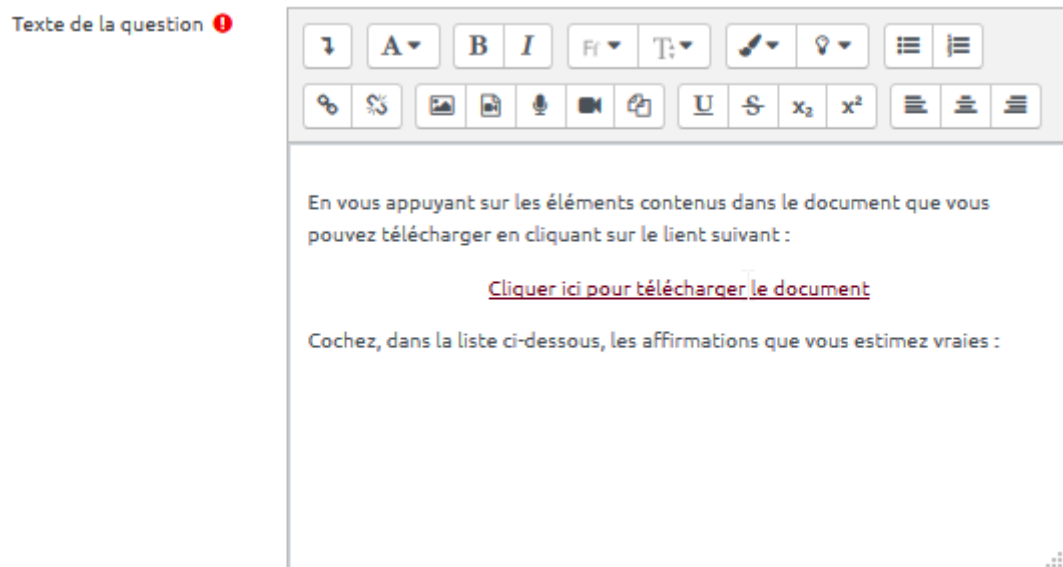 Texte de la question
En vous appuyant sur les éléments contenus dans le document que vous
pouvez télécharger en cliquant sur le lient suivant :
Cliquer ici pour télécharger le document
Cochez, dans la liste ci-dessous, les affirmations que vous estimez vraies :